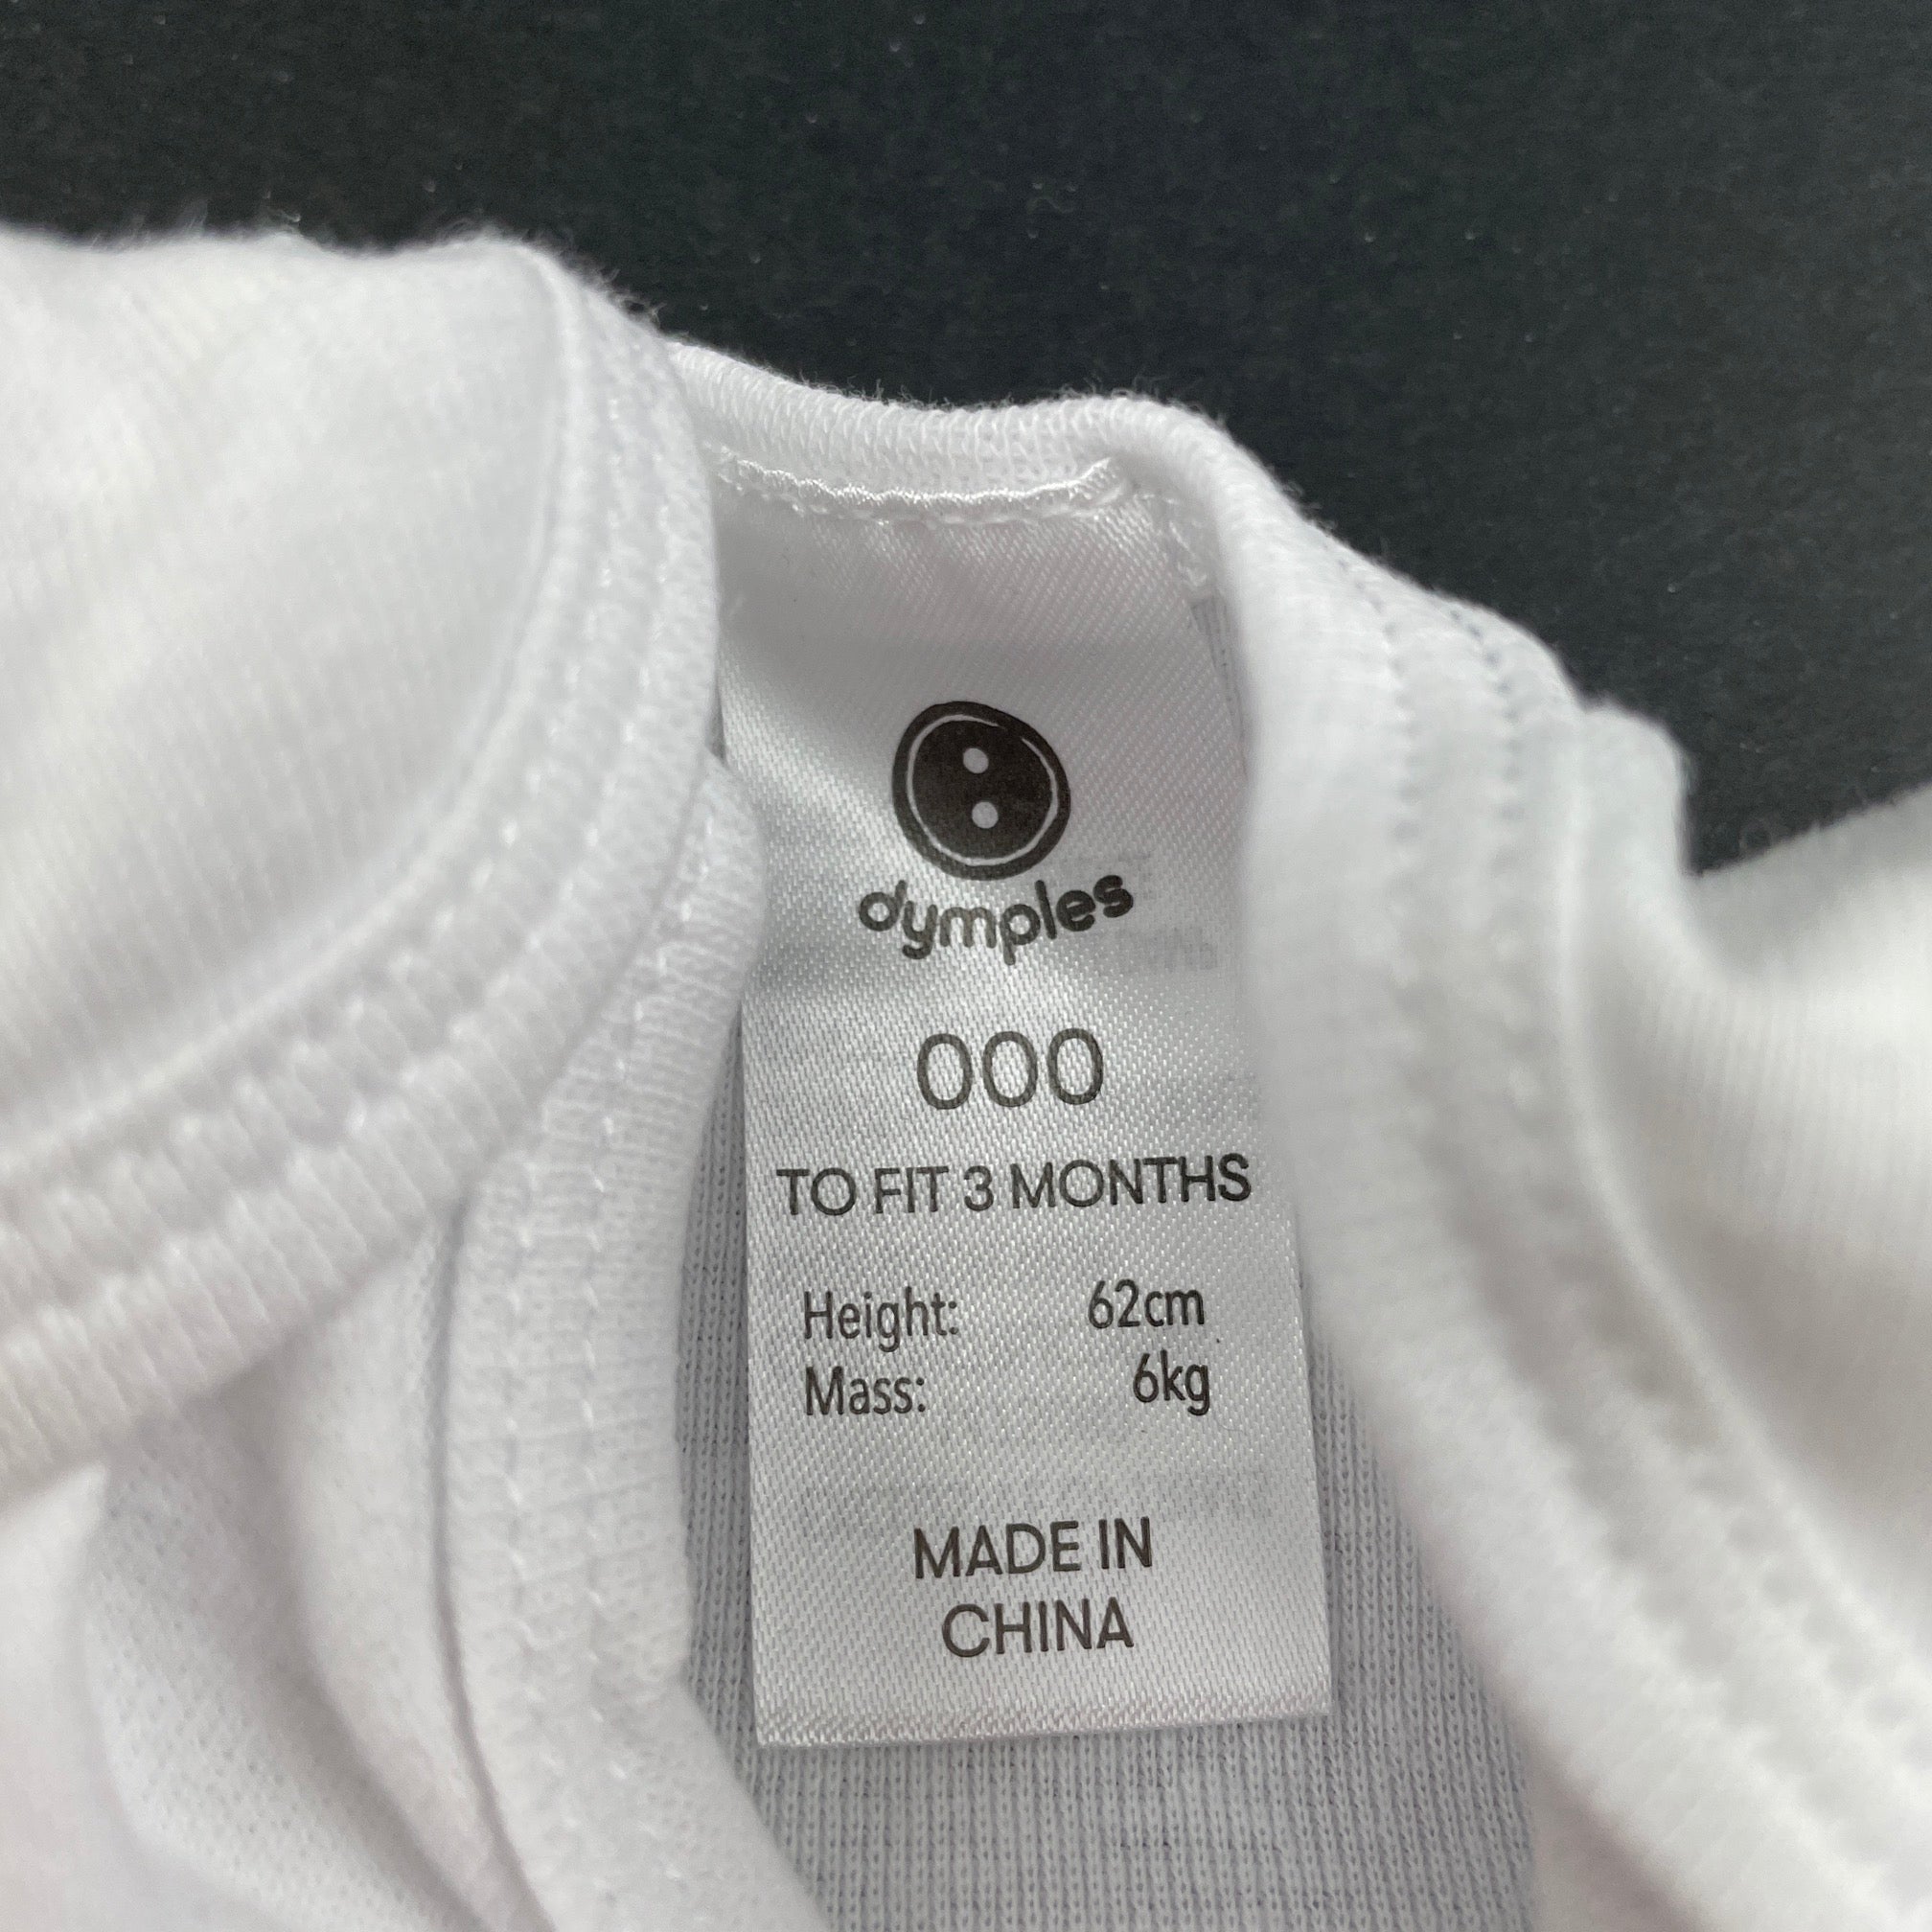 dymples
000
TO FIT 3 MONTHS
Height: 62cm
Mass: 6kg
MADE IN
CHINA